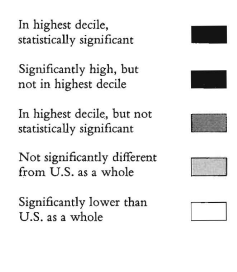 In highest decile,
statistically significant
Significantly high, but
not in highest decile
In highest decile, but not
statistically significant
Not significantly different
from U.S. as a whole
Significantly lower than
U.S. as a whole